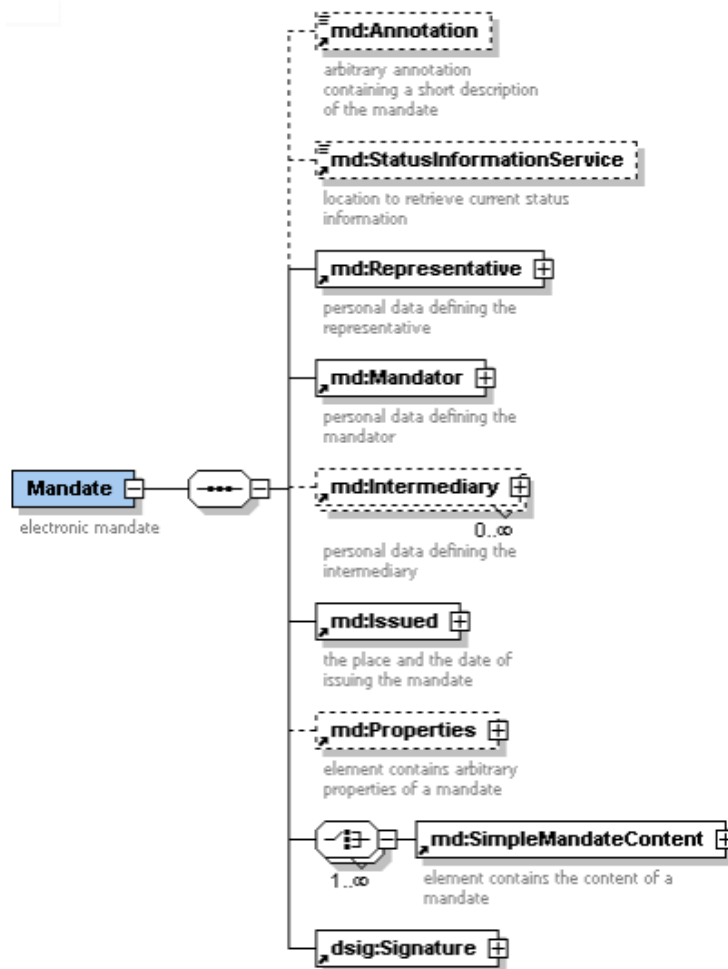 md:Annotation
arbitrary annotation
containing a short description
of the mandate
md:StatusInformationService
location to retrieve current status
information
md:Representative
personal data defining the
representative
md:Mandator
personal data defining the
mandator
Mandate
electronic mandate
md:Intermediary
0..∞
personal data defining the
intermediary
md:Issued
the place and the date of
issuing the mandate
md:Properties
element contains arbitrary
properties of a mandate
1..∞
md:SimpleMandateContent
element contains the content of a
mandate
dsig:Signature